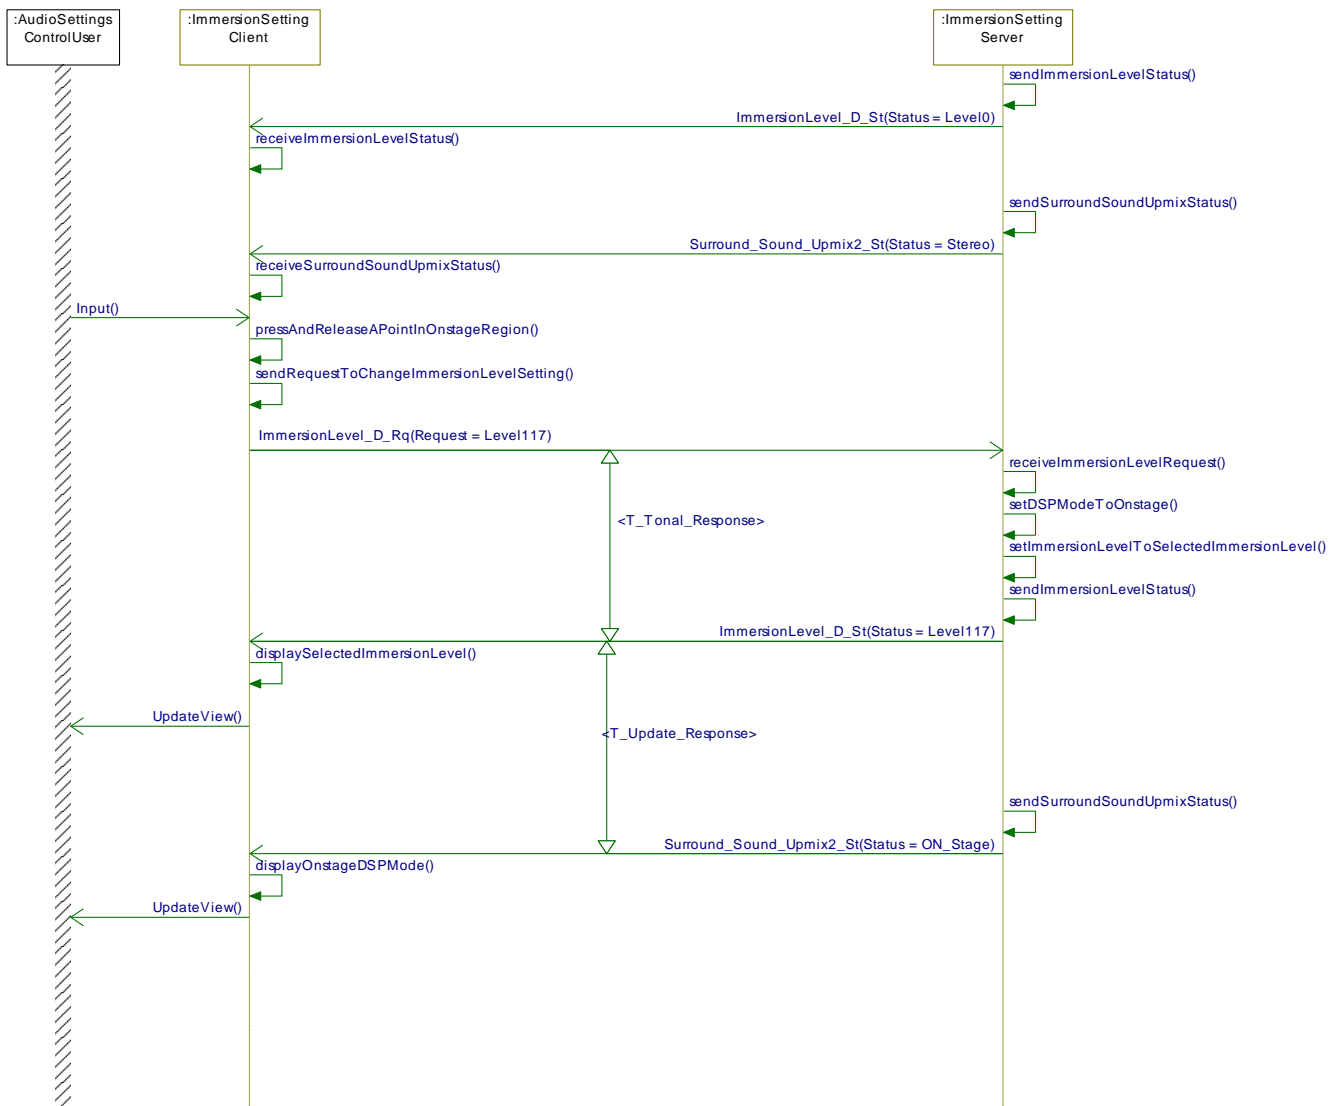 :AudioSettings
ControlUser
:ImmersionSetting
Client
:ImmersionSetting
Server
sendImmersionLevelStatus()
ImmersionLevel_D_St(Status = Level0)
receiveImmersionLevelStatus()
sendSurroundSoundUpmixStatus()
Surround_Sound_Upmix2_St(Status = Stereo)
receiveSurroundSoundUpmixStatus()
Input()
pressAndReleaseAPointInOnstageRegion()
sendRequestToChangeImmersionLevelSetting()
ImmersionLevel_D_Rq(Request = Level117)
receiveImmersionLevelRequest()
setDSPModeToOnstage()
<T_Tonal_Response>
setImmersionLevelToSelectedImmersionLevel()
sendImmersionLevelStatus()
ImmersionLevel_D_St(Status = Level117)
displaySelectedImmersionLevel()
UpdateView()
<T_Update_Response>
sendSurroundSoundUpmixStatus()
Surround_Sound_Upmix2_St(Status = ON_Stage)
displayOnstageDSPMode()
UpdateView()